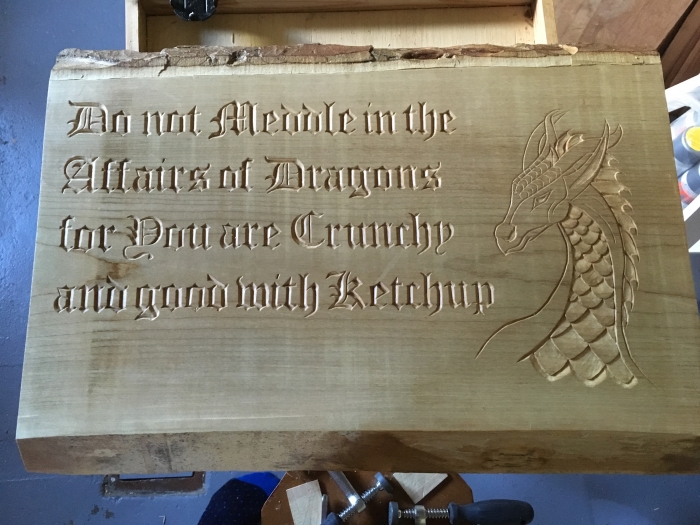 Do not Meddle in the
Affairs of Dragons
for You are Crunchy
and good with Ketchup